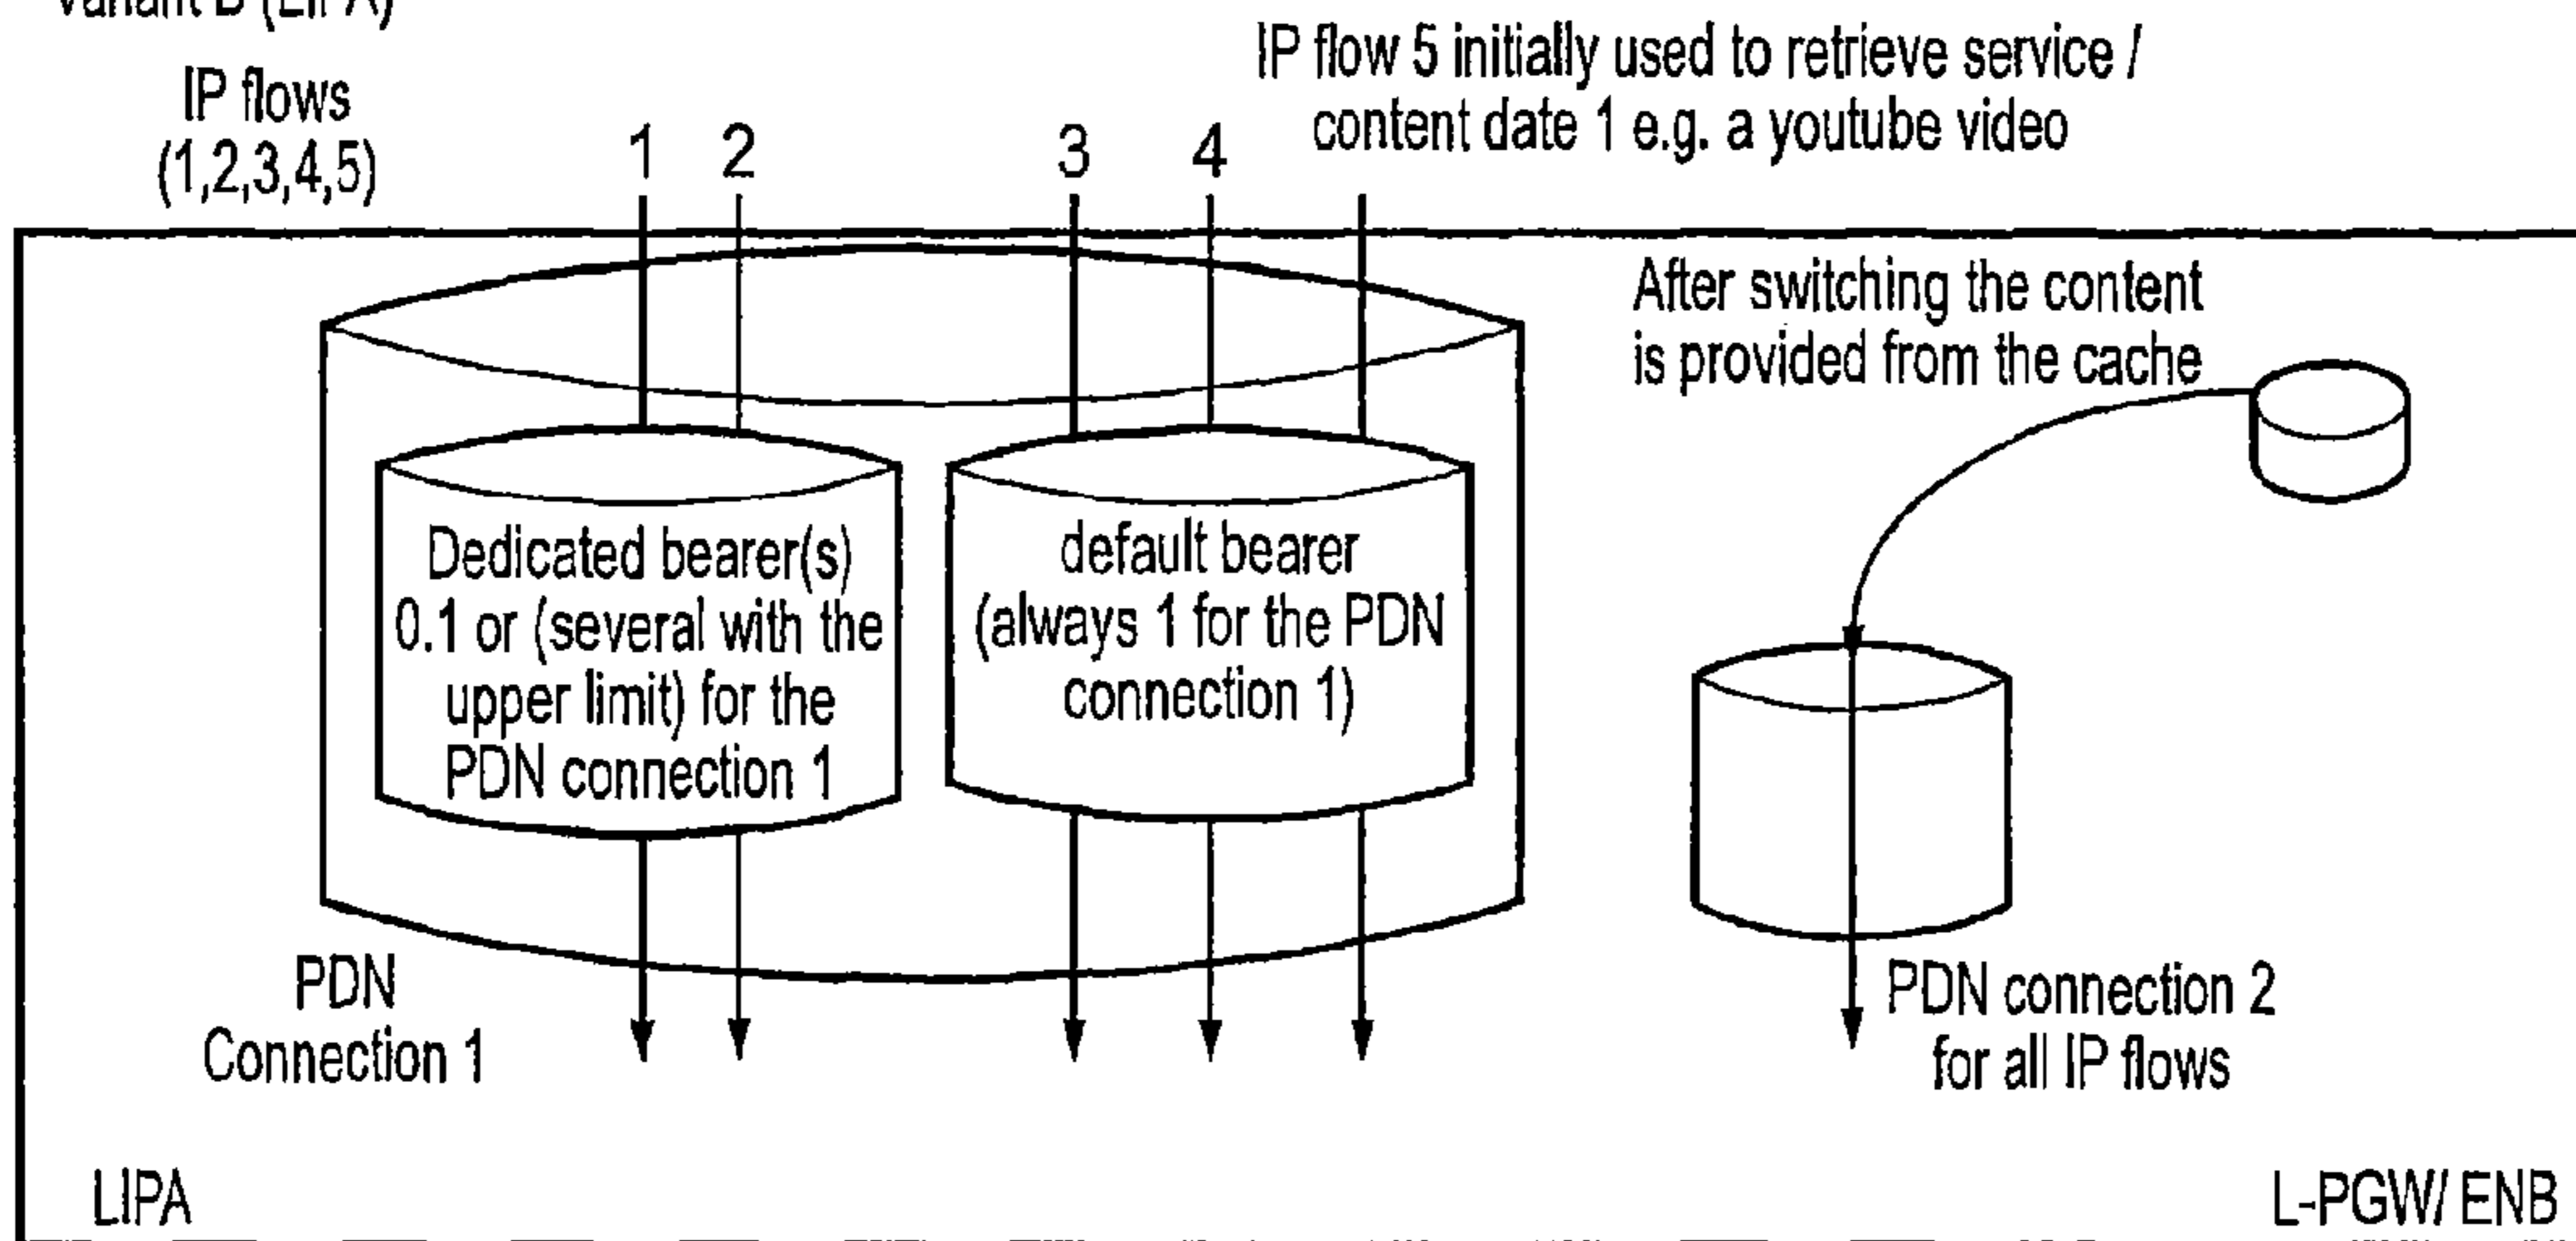 Variant B (LIPA)
IP flows
(1,2,3,4,5)
1 2 3 4
IP flow 5 initially used to retrieve service /
content date 1 e.g. a youtube video
After switching the content
is provided from the cache
Dedicated bearer(s)
0.1 or (several with the
upper limit) for the
PDN connection 1
default bearer
(always 1 for the PDN
connection 1)
PDN
Connection 1
PDN connection 2
for all IP flows
LIPA
L-PGW/ ENB